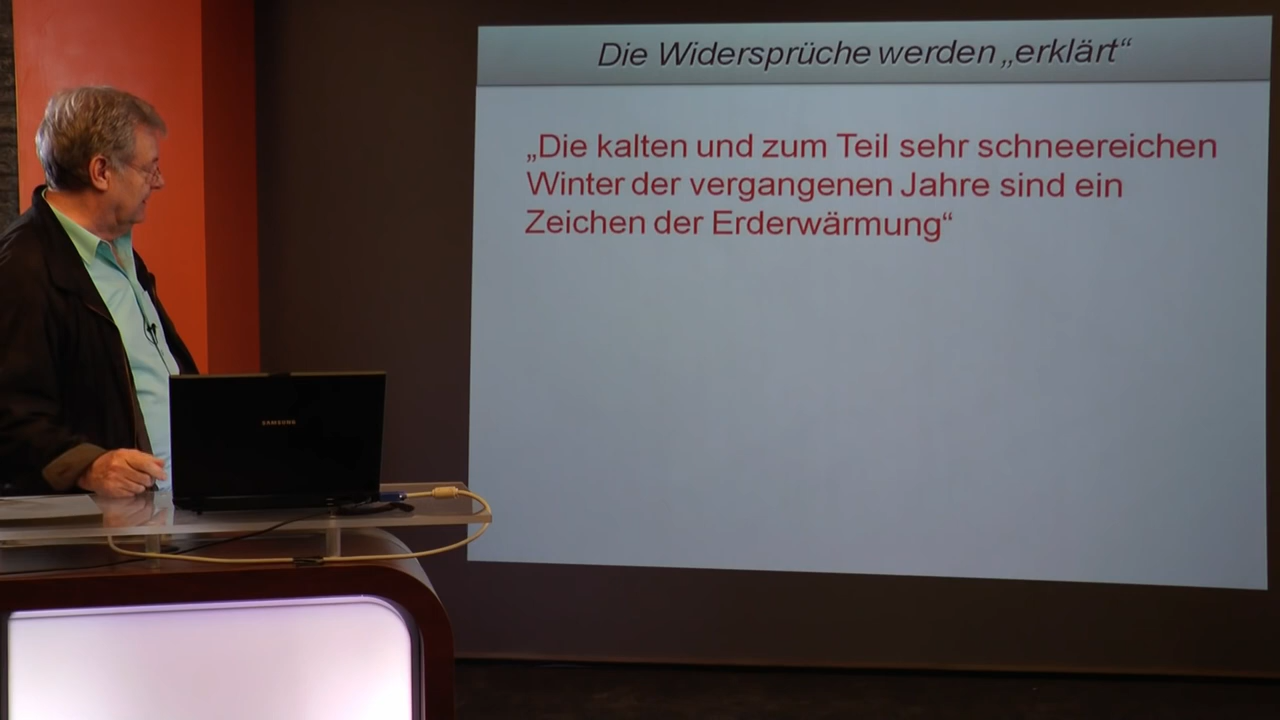 Die Widersprüche werden „erklärt“
„Die kalten und zum Teil sehr schneereichen
Winter der vergangenen Jahre sind ein
Zeichen der Erderwärmung“
SAMSUNG